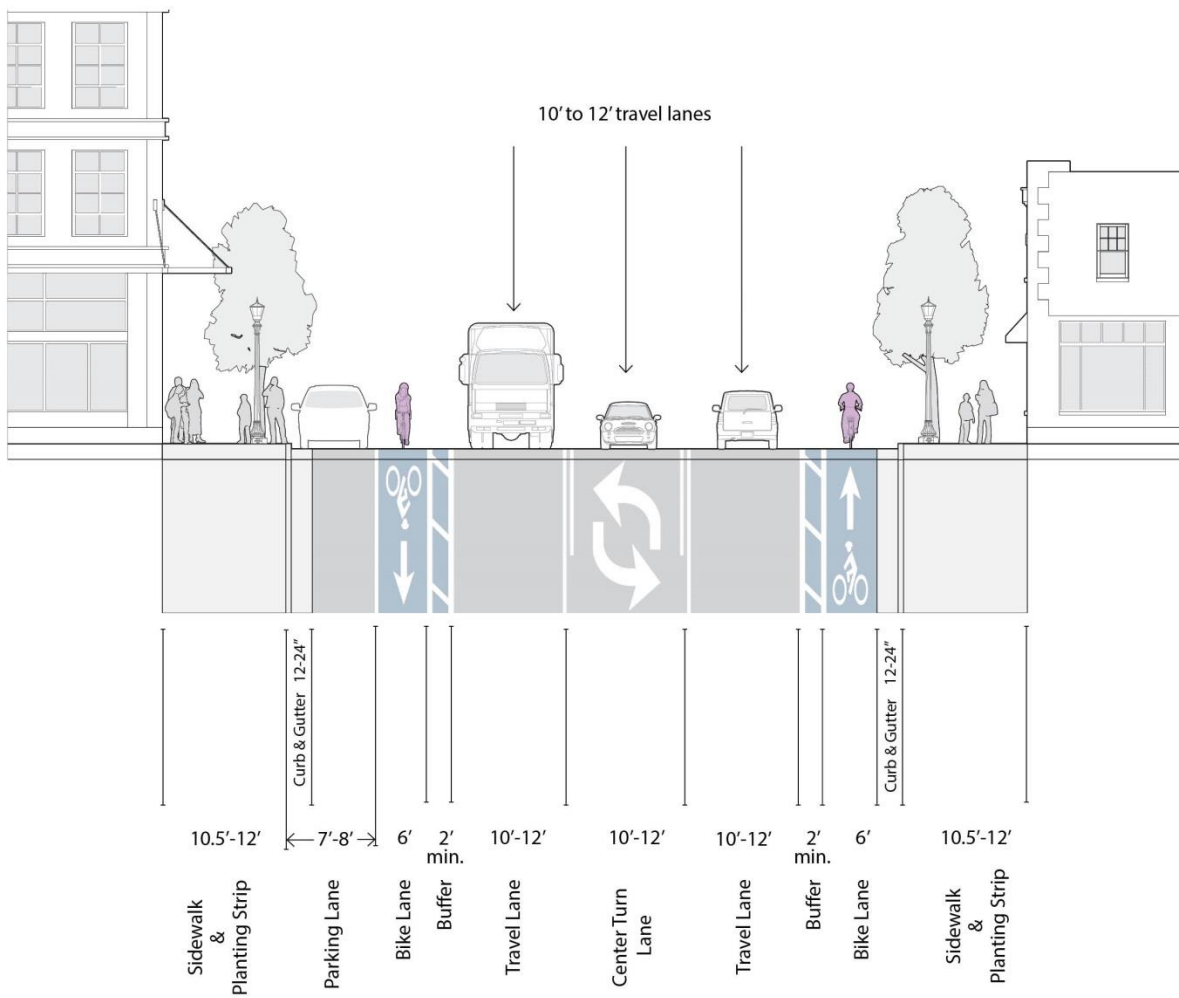 10’ to 12’ travel lanes
Curb & Gutter 12-24”
Curb & Gutter 12-24”
10.5’-12’
7’-8’
6’
2’
min.
10’-12’
10’-12’
10’-12’
2’
min.
6’
10.5’-12’
Sidewalk
&
Planting Strip
Parking Lane
Bike Lane
Buffer
Travel Lane
Center Turn
Lane
Travel Lane
Buffer
Bike Lane
Sidewalk
&
Planting Strip